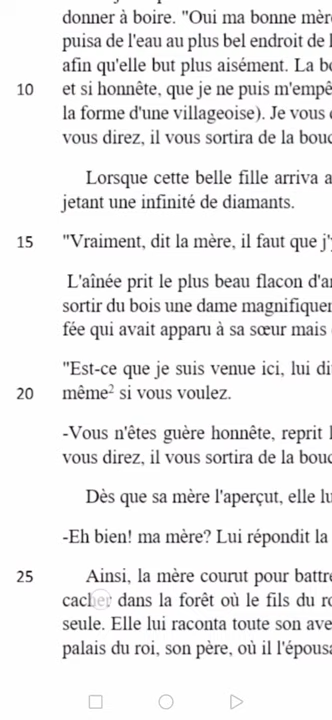 donner à boire. "Oui ma bonne mère
puisa de l'eau au plus bel endroit de l
afin qu'elle but plus aisément. La bo
10 et si honnête, que je ne puis m'empê
la forme d'une villageoise). Je vous
vous direz, il vous sortira de la bouc
Lorsque cette belle fille arriva a
jetant une infinité de diamants.
15 "Vraiment, dit la mère, il faut que j'
L'aînée prit le plus beau flacon d'a
sortir du bois une dame magnifique
fée qui avait apparu à sa sœur mais
"Est-ce que je suis venue ici, lui di
20 même² si vous voulez.
-Vous n'êtes guère honnête, reprit l
vous direz, il vous sortira de la bouc
Dès que sa mère l'aperçut, elle lu
-Eh bien! ma mère? Lui répondit la
25 Ainsi, la mère courut pour battre
cacher dans la forêt où le fils du ro
seule. Elle lui raconta toute son ave
palais du roi, son père, où il l'épousa